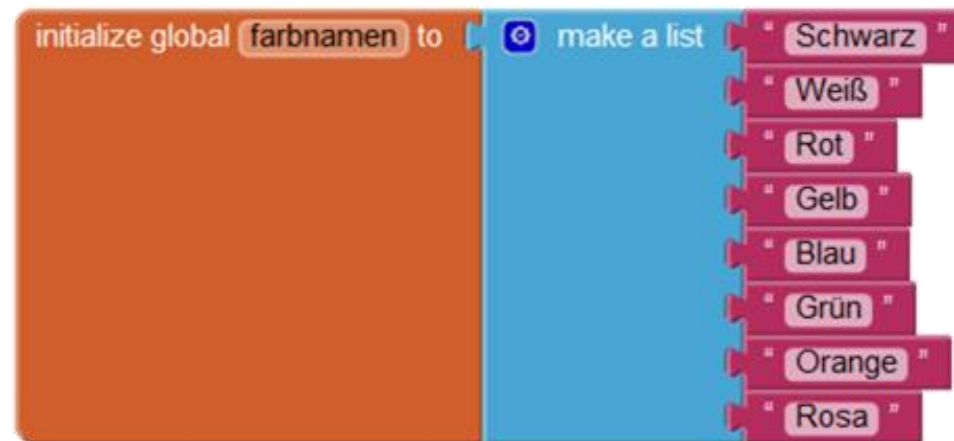 initialize global farbnamen to make a list " Schwarz "
" Weiß "
" Rot "
" Gelb "
" Blau "
" Grün "
" Orange "
" Rosa "